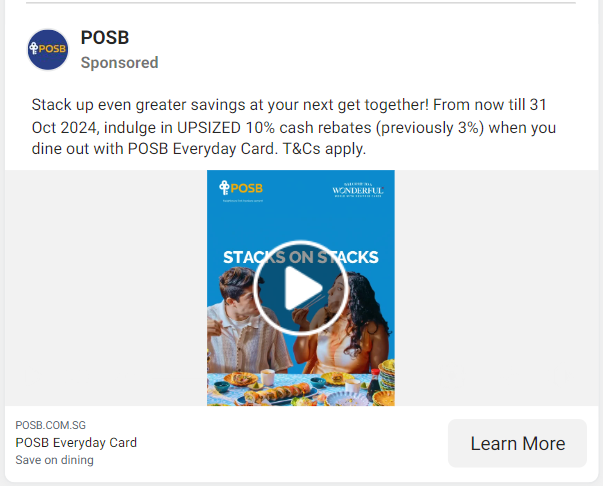 POSB
POSB
Sponsored
Stack up even greater savings at your next get together! From now till 31
Oct 2024, indulge in UPSIZED 10% cash rebates (previously 3%) when you
dine out with POSB Everyday Card. T&Cs apply.
POSB
WONDERFUL
STACKS ON STACKS
POSB.COM.SG
POSB Everyday Card
Save on dining
Learn More